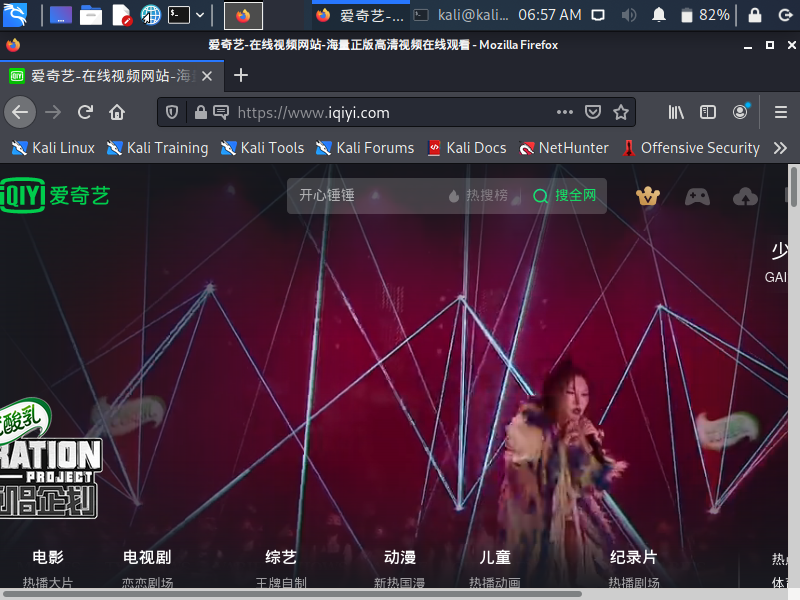 爱奇艺-...
kali@kali...
06:57 AM
82%
爱奇艺-在线视频网站-海量正版高清视频在线观看 - Mozilla Firefox
爱奇艺-在线视频网站-海
https://www.iqiyi.com
Kali Linux
Kali Training
Kali Tools
Kali Forums
Kali Docs
NetHunter
Offensive Security
iQIYI 爱奇艺
开心锤锤
热搜榜
搜全网
少
GAI
酸乳
RATION
PROJECT
唱企划
电影
电视剧
综艺
动漫
儿童
纪录片
热
热播大片
恋恋剧场
王牌自制
新热国漫
热播动画
热播剧场
体